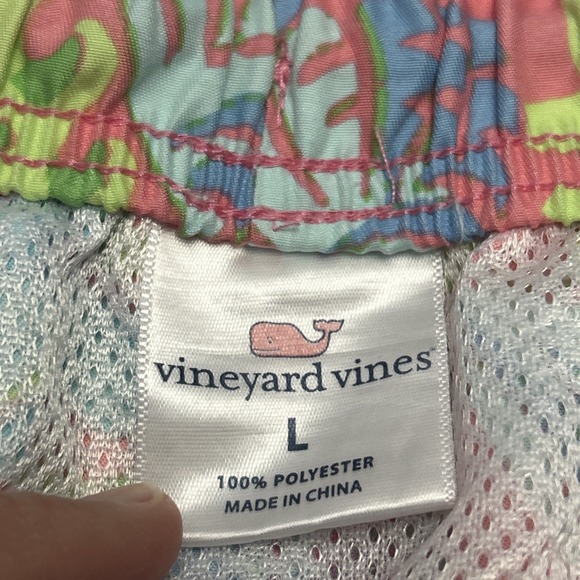 vineyard vines
L
100% POLYESTER
MADE IN CHINA